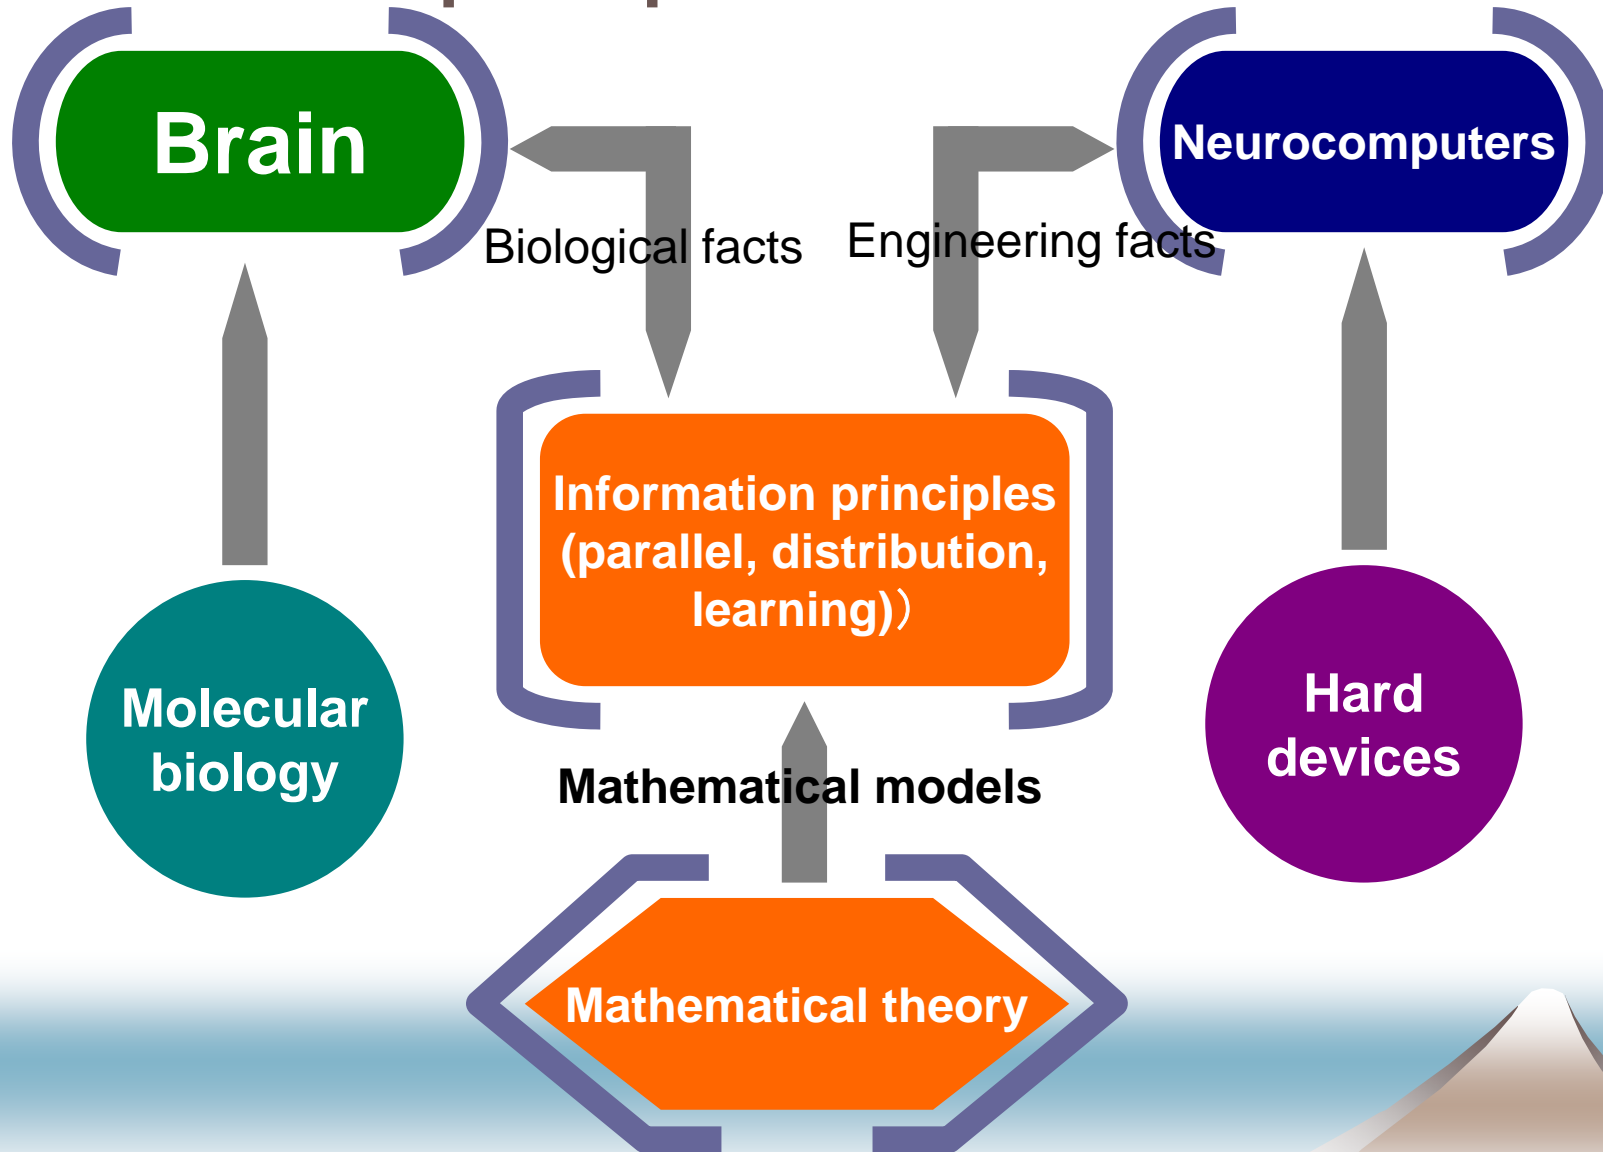 Brain
Neurocomputers
Biological facts
Engineering facts
Information principles
(parallel, distribution,
learning)）
Molecular
biology
Hard
devices
Mathematical models
Mathematical theory